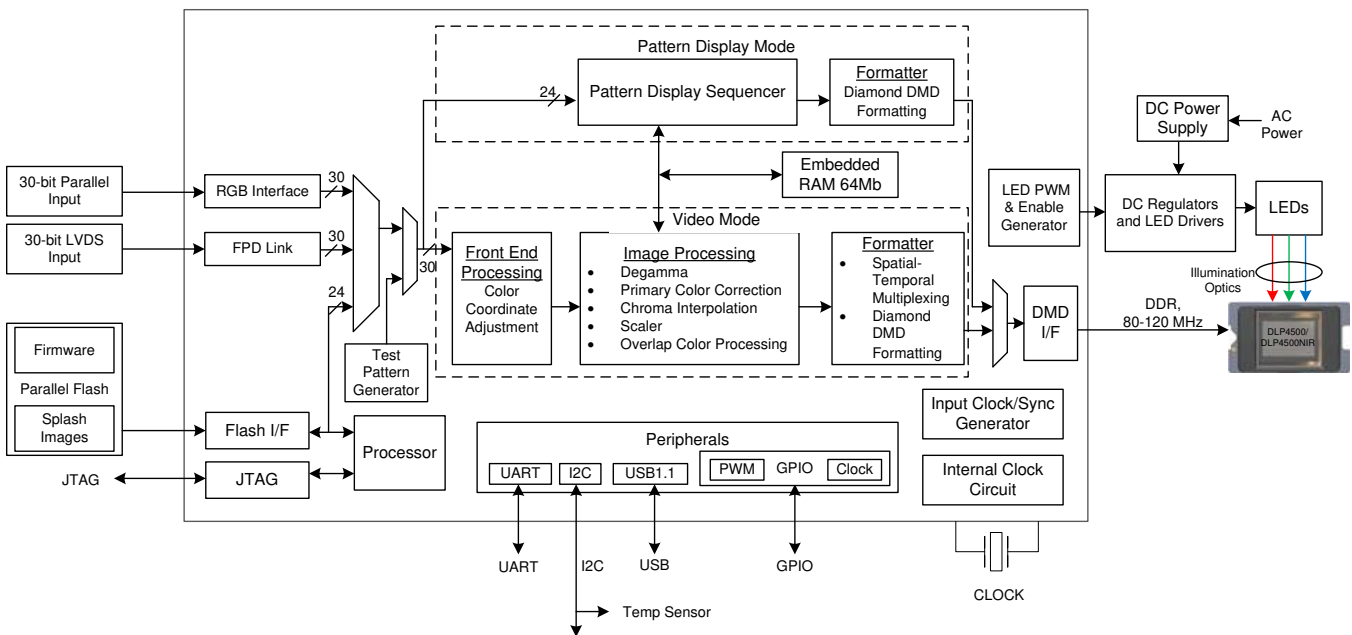 Pattern Display Mode
24
Pattern Display Sequencer
Formatter
Diamond DMD
Formatting
DC Power
Supply
AC
Power
30-bit Parallel
Input
RGB Interface
30
Embedded
RAM 64Mb
LED PWM
& Enable
Generator
DC Regulators
and LED Drivers
LEDs
30-bit LVDS
Input
FPD Link
30
30
Video Mode
Front End
Processing
Color
Coordinate
Adjustment
Image Processing
• Degamma
• Primary Color Correction
• Chroma Interpolation
• Scaler
• Overlap Color Processing
Formatter
• Spatial-
Temporal
Multiplexing
• Diamond
DMD
Formatting
Illumination
Optics
24
DMD
I/F
DDR,
80-120 MHz
DLP4500/
DLP4500NIR
Firmware
Parallel Flash
Splash
Images
Test
Pattern
Generator
Flash I/F
Processor
JTAG
JTAG
Peripherals
UART
I2C
USB1.1
PWM
GPIO
Clock
Input Clock/Sync
Generator
Internal Clock
Circuit
UART
I2C
USB
GPIO
CLOCK
Temp Sensor